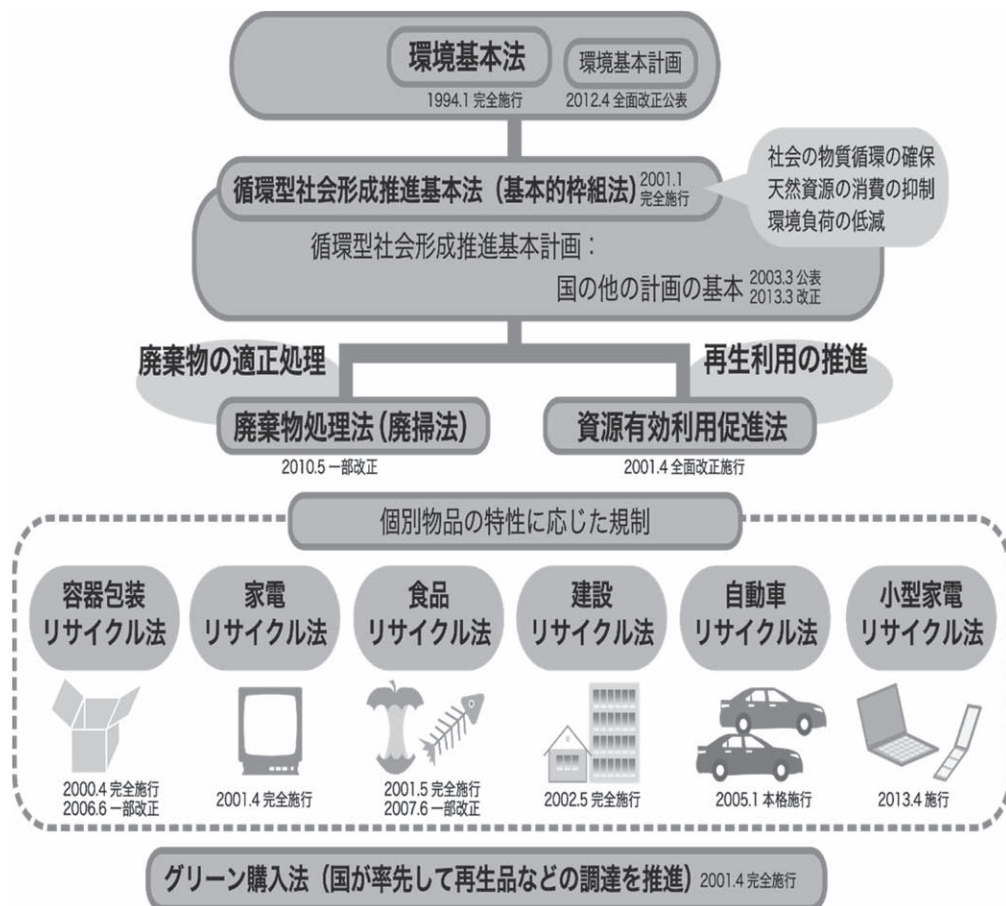 環境基本法
1994.1 完全施行
環境基本計画
2012.4 全面改正公表
循環型社会形成推進基本法（基本的枠組法）
2001.1
完全施行
社会の物質循環の確保
天然資源の消費の抑制
環境負荷の低減
循環型社会形成推進基本計画：
国の他の計画の基本
2003.3 公表
2013.3 改正
廃棄物の適正処理
再生利用の推進
廃棄物処理法（廃掃法）
2010.5 一部改正
資源有効利用促進法
2001.4 全面改正施行
個別物品の特性に応じた規制
容器包装
リサイクル法
2000.4 完全施行
2006.6 一部改正
家電
リサイクル法
2001.4 完全施行
食品
リサイクル法
2001.5 完全施行
2007.6 一部改正
建設
リサイクル法
2002.5 完全施行
自動車
リサイクル法
2005.1 本格施行
小型家電
リサイクル法
2013.4 施行
グリーン購入法（国が率先して再生品などの調達を推進）2001.4 完全施行